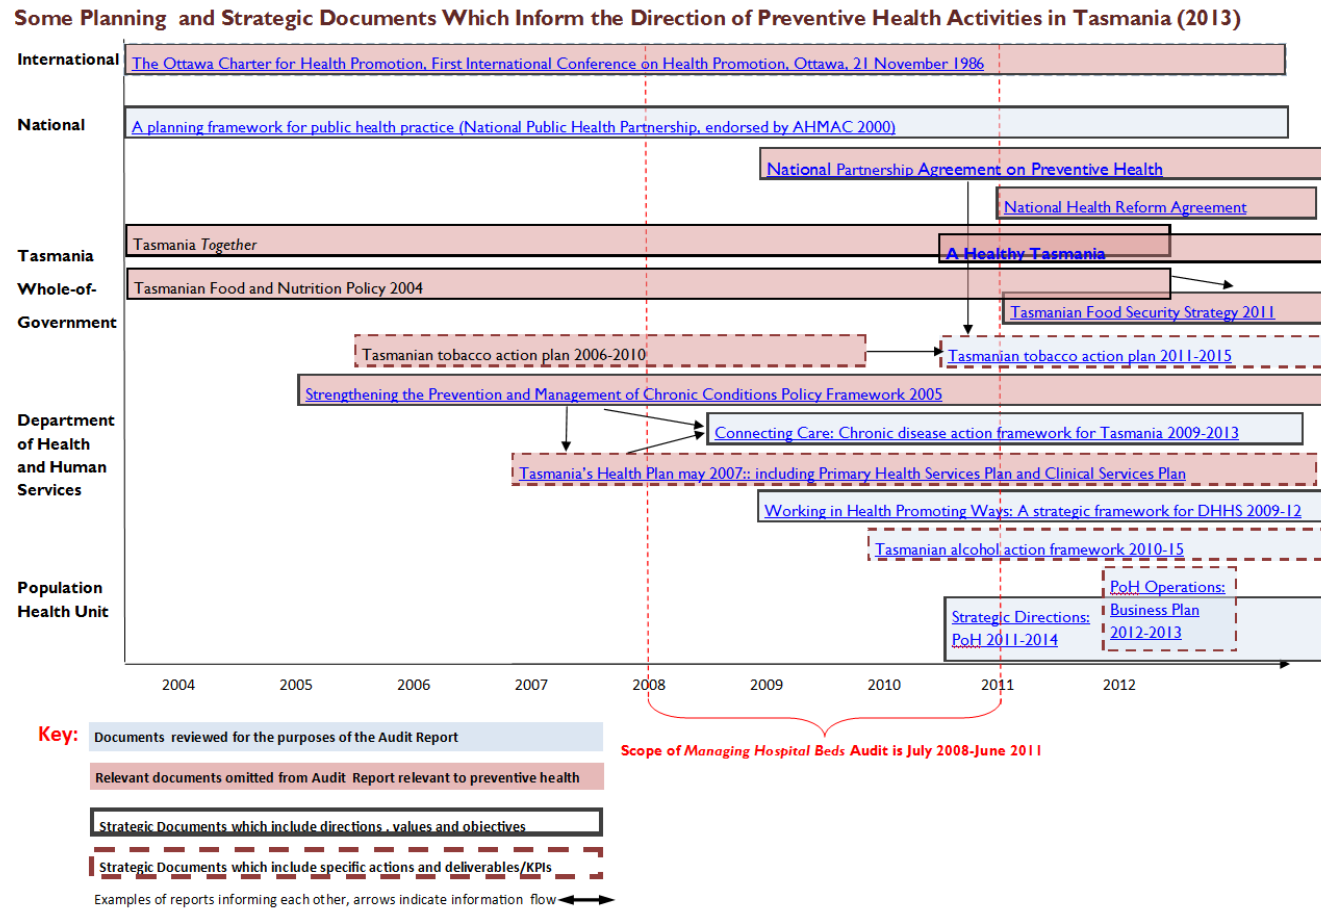 Some Planning and Strategic Documents Which Inform the Direction of Preventive Health Activities in Tasmania (2013)
International
The Ottawa Charter for Health Promotion, First International Conference on Health Promotion, Ottawa, 21 November 1986
National
A planning framework for public health practice (National Public Health Partnership, endorsed by AHMAC 2000)
National Partnership Agreement on Preventive Health
National Health Reform Agreement
Tasmania
Whole-of-
Government
Tasmania Together
A Healthy Tasmania
Tasmanian Food and Nutrition Policy 2004
Tasmanian Food Security Strategy 2011
Tasmanian tobacco action plan 2006-2010
Tasmanian tobacco action plan 2011-2015
Strengthening the Prevention and Management of Chronic Conditions Policy Framework 2005
Department
of Health
and Human
Services
Connecting Care: Chronic disease action framework for Tasmania 2009-2013
Tasmania's Health Plan may 2007:: including Primary Health Services Plan and Clinical Services Plan
Working in Health Promoting Ways: A strategic framework for DHHS 2009-12
Tasmanian alcohol action framework 2010-15
Population
Health Unit
PoH Operations:
Business Plan
2012-2013
Strategic Directions:
PoH 2011-2014
2004 2005 2006 2007 2008 2009 2010 2011 2012
Key:
Documents reviewed for the purposes of the Audit Report
Relevant documents omitted from Audit Report relevant to preventive health
Strategic Documents which include directions , values and objectives
Strategic Documents which include specific actions and deliverables/KPIs
Examples of reports informing each other, arrows indicate information flow
Scope of Managing Hospital Beds Audit is July 2008-June 2011